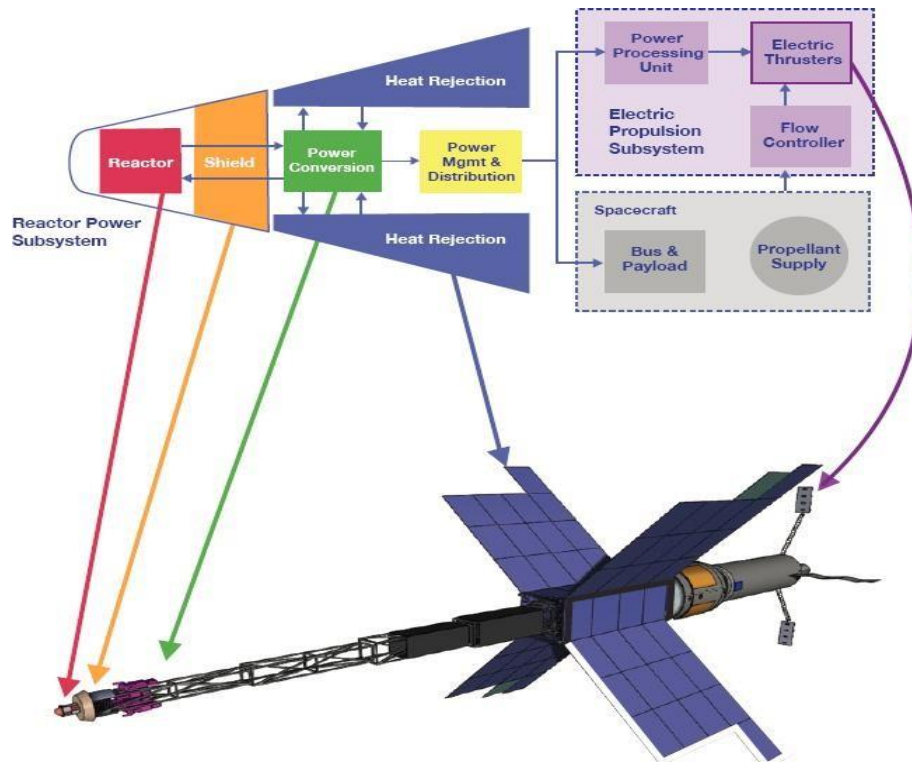 Heat Rejection
Reactor
Shield
Power
Conversion
Power
Mgmt &
Distribution
Heat Rejection
Reactor Power
Subsystem
Power
Processing
Unit
Electric
Thrusters
Electric
Propulsion
Subsystem
Flow
Controller
Spacecraft
Bus &
Payload
Propellant
Supply